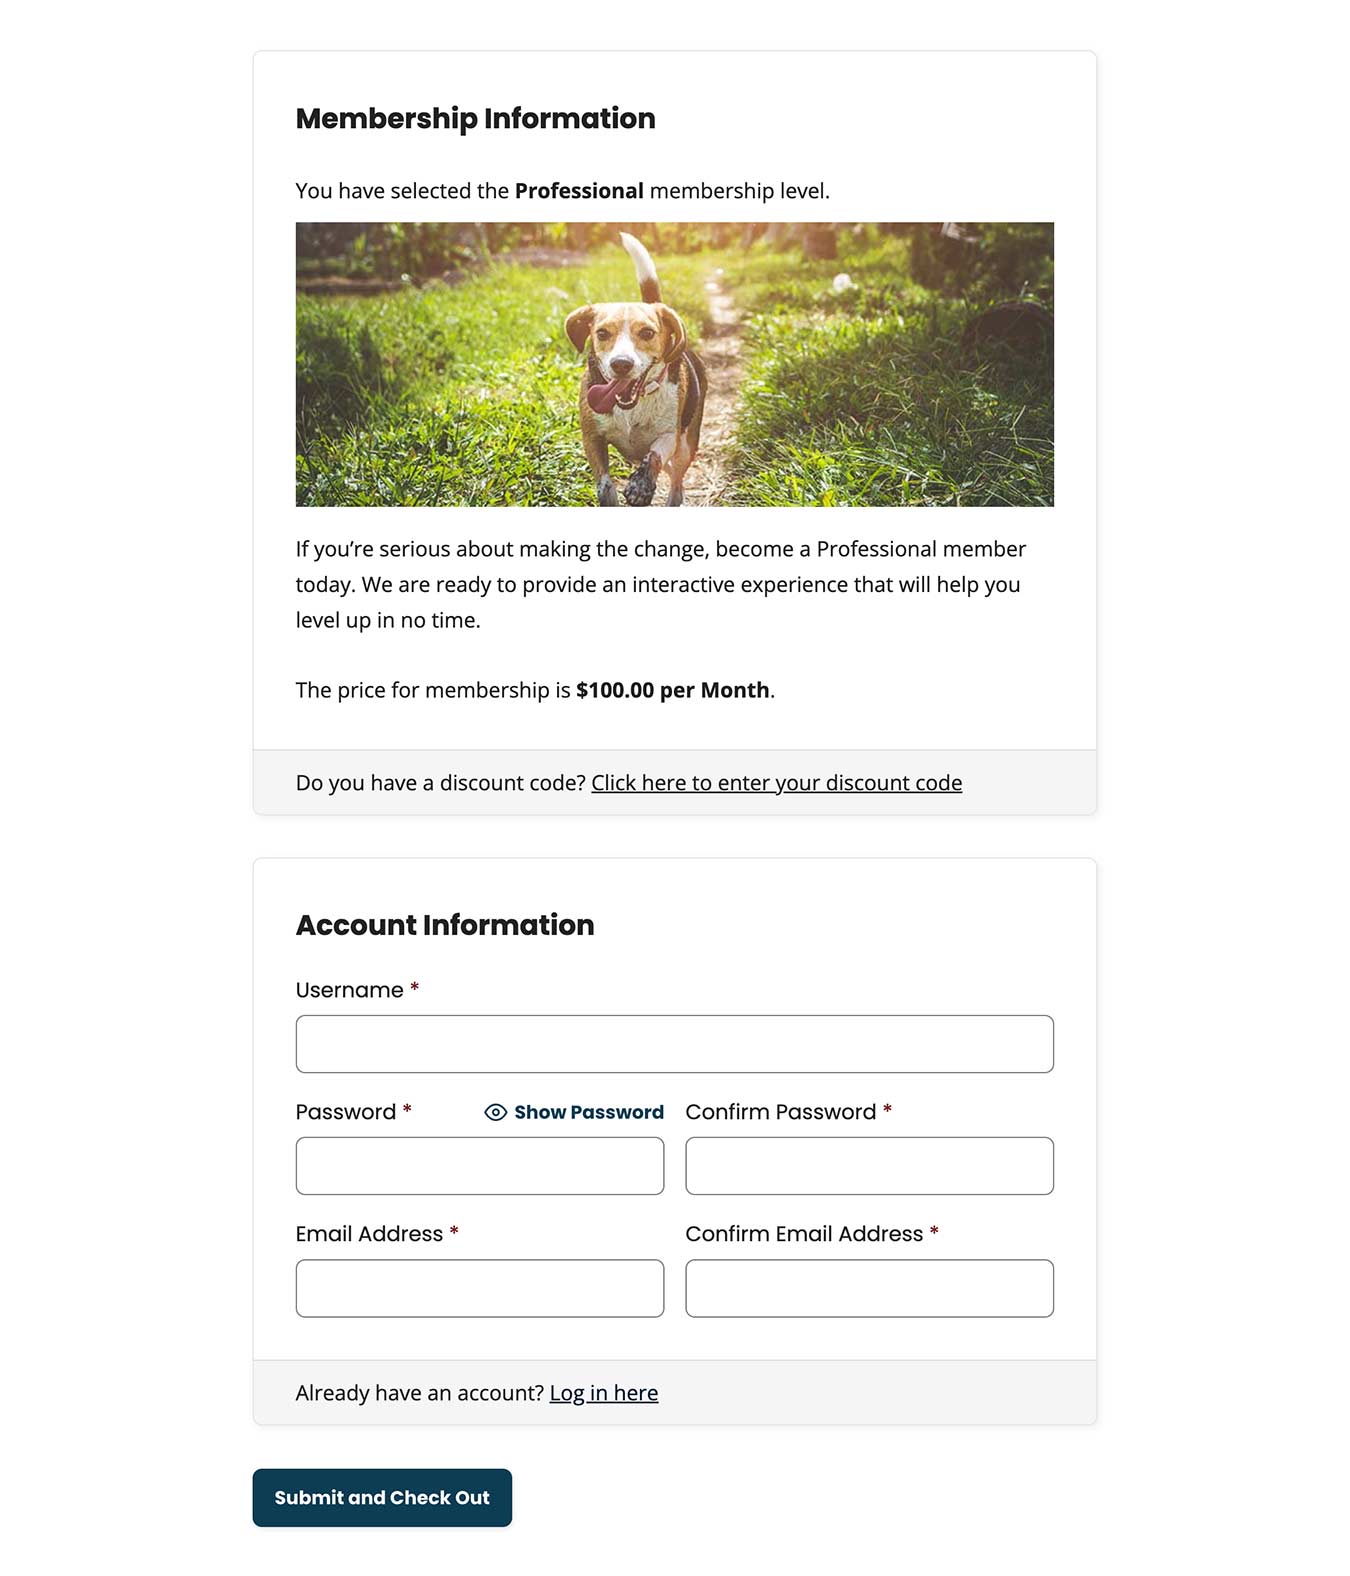 Membership Information
You have selected the Professional membership level.
If you’re serious about making the change, become a Professional member
today. We are ready to provide an interactive experience that will help you
level up in no time.
The price for membership is $100.00 per Month.
Do you have a discount code? Click here to enter your discount code
Account Information
Username *
Password * Show Password Confirm Password *
Email Address * Confirm Email Address *
Already have an account? Log in here
Submit and Check Out